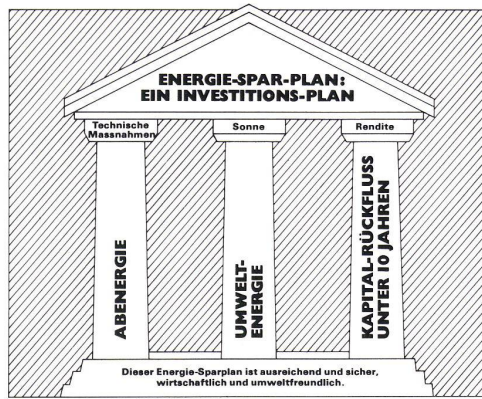 ENERGIE-SPAR-PLAN:
EIN INVESTITIONS-PLAN
Technische
Massnahmen
Sonne
Rendite
ABENERGIE
UMWELT-
ENERGIE
KAPITAL-RÜCKFLUSS
UNTER 10 JAHREN
Dieser Energie-Sparplan ist ausreichend und sicher,
wirtschaftlich und umweltfreundlich.